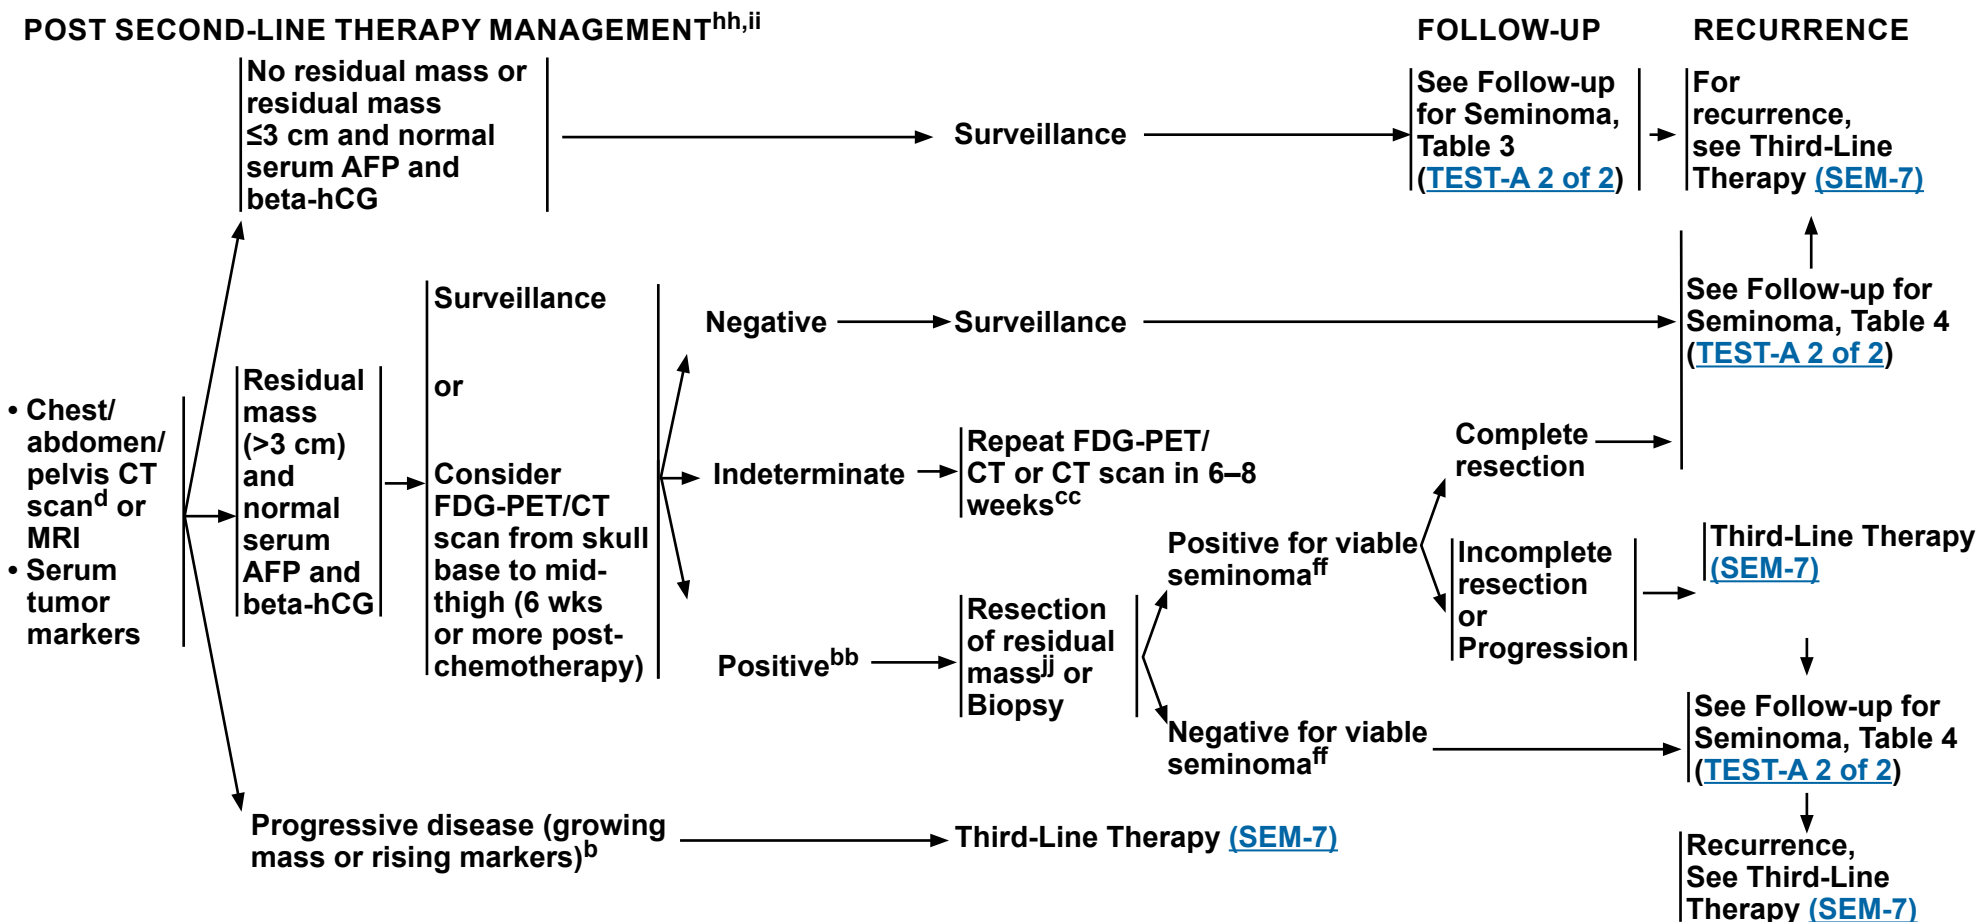 POST SECOND-LINE THERAPY MANAGEMENThh,ii
FOLLOW-UP
RECURRENCE
No residual mass or
residual mass
≤3 cm and normal
serum AFP and
beta-hCG
Surveillance
See Follow-up
for Seminoma,
Table 3
(TEST-A 2 of 2)
For
recurrence,
see Third-Line
Therapy (SEM-7)
• Chest/
abdomen/
pelvis CT
scand or
MRI
• Serum
tumor
markers
Residual
mass
(>3 cm)
and
normal
serum
AFP and
beta-hCG
Surveillance
or
Consider
FDG-PET/CT
scan from skull
base to mid-
thigh (6 wks
or more post-
chemotherapy)
Negative
Surveillance
See Follow-up for
Seminoma, Table 4
(TEST-A 2 of 2)
Indeterminate
Repeat FDG-PET/
CT or CT scan in 6–8
weekscc
Positivebb
Resection
of residual
massjj or
Biopsy
Positive for viable
seminomaff
Complete
resection
Incomplete
resection
or
Progression
Third-Line Therapy
(SEM-7)
Negative for viable
seminomaff
See Follow-up for
Seminoma, Table 4
(TEST-A 2 of 2)
Progressive disease (growing
mass or rising markers)b
Third-Line Therapy (SEM-7)
Recurrence,
See Third-Line
Therapy (SEM-7)